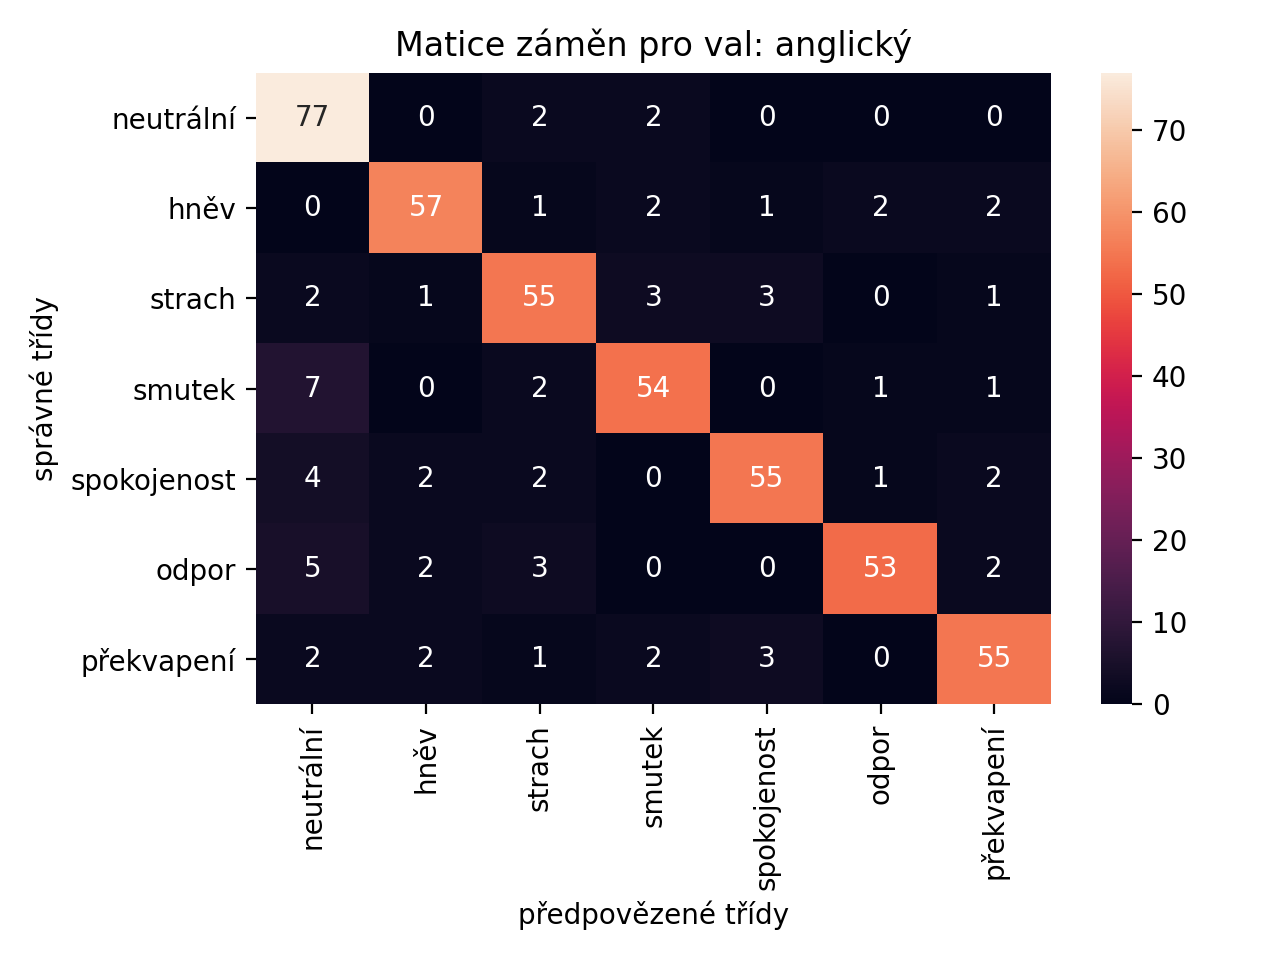 Matice záměn pro val: anglický
neutrální 77 0 2 2 0 0 0
hněv 0 57 1 2 1 2 2
strach 2 1 55 3 3 0 1
smutek 7 0 2 54 0 1 1
spokojenost 4 2 2 0 55 1 2
odpor 5 2 3 0 0 53 2
překvapení 2 2 1 2 3 0 55
správné třídy
neutrální hněv strach smutek spokojenost odpor překvapení
předpovězené třídy
70
60
50
40
30
20
10
0